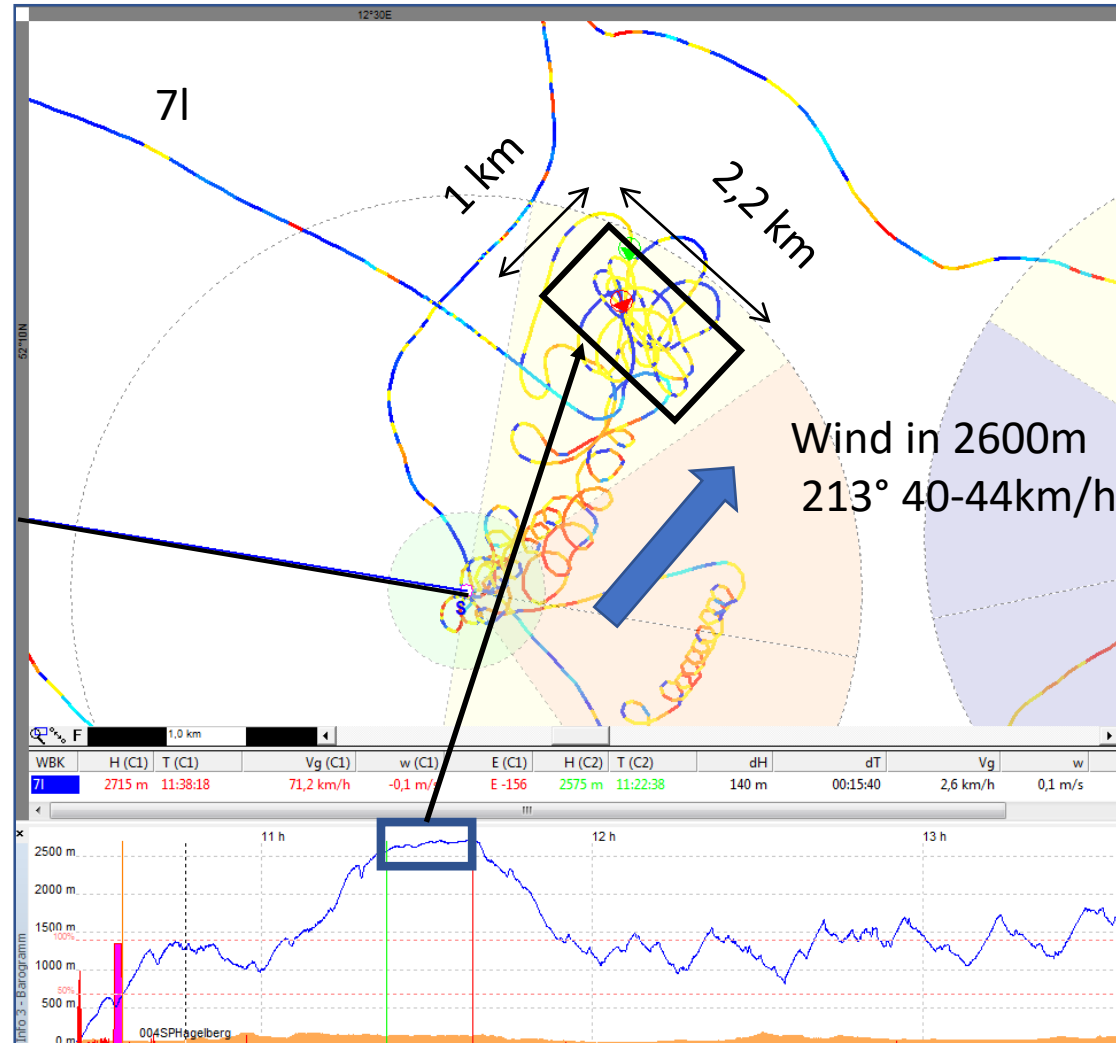 12°30E
7l
1 km
2,2 km
52°10N
Wind in 2600m
213° 40-44km/h
S
F 1,0 km
WBK H (C1) T (C1) Vg (C1) w (C1) E (C1) H (C2) T (C2) dH dT Vg w
7l 2715 m 11:38:18 71,2 km/h -0,1 m/s E -156 2575 m 11:22:38 140 m 00:15:40 2,6 km/h 0,1 m/s
11 h 12 h 13 h
2500 m
2000 m
1500 m
100%
1000 m
50%
500 m
004SPHagelberg
0 m
Info 3 - Barogramm